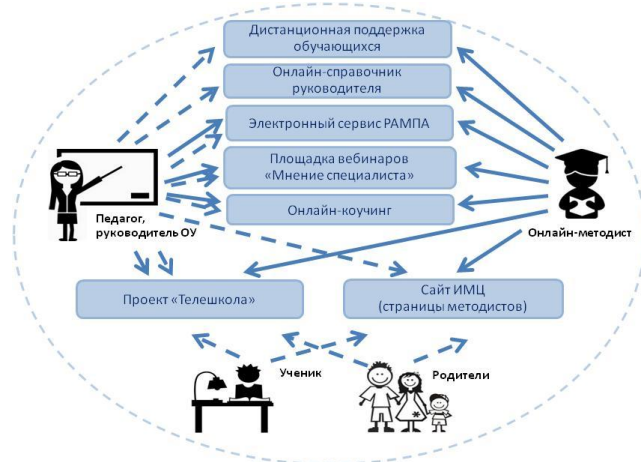 Дистанционная поддержка
обучающихся
Онлайн-справочник
руководителя
Электронный сервис РАМПА
Площадка вебинаров
«Мнение специалиста»
Онлайн-коучинг
Педагог,
руководитель ОУ
Онлайн-методист
Проект «Телешкола»
Сайт ИМЦ
(страницы методистов)
Ученик
Родители